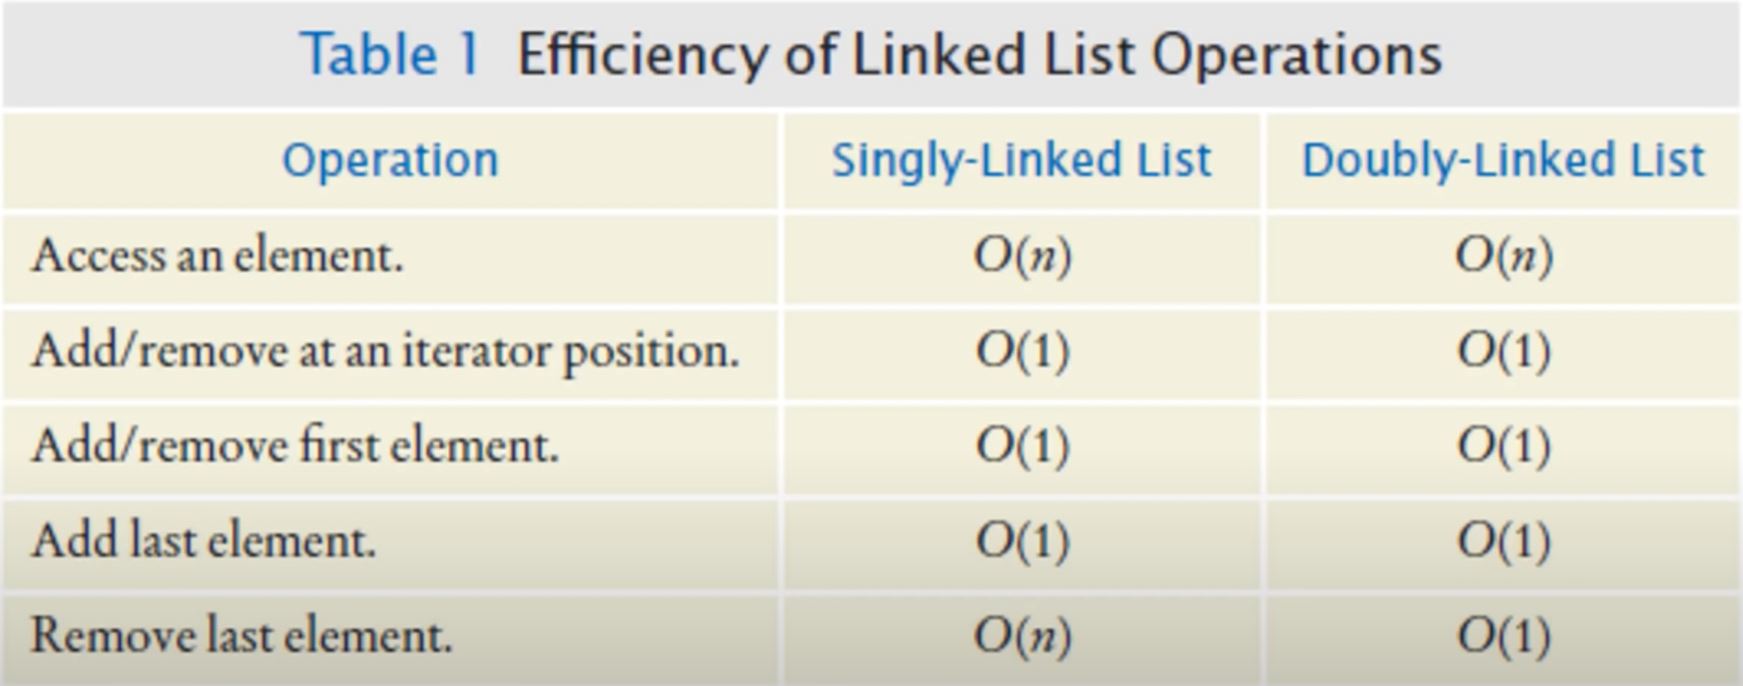 Table 1 Efficiency of Linked List Operations
Operation Singly-Linked List Doubly-Linked List
Access an element. O(n) O(n)
Add/remove at an iterator position. O(1) O(1)
Add/remove first element. O(1) O(1)
Add last element. O(1) O(1)
Remove last element. O(n) O(1)